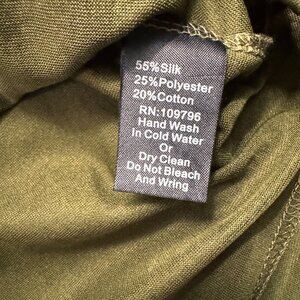 55%Silk
25%Polyester
20%Cotton
RN:109796
Hand Wash
In Cold Water
Or
Dry Clean
Do Not Bleach
And Wring